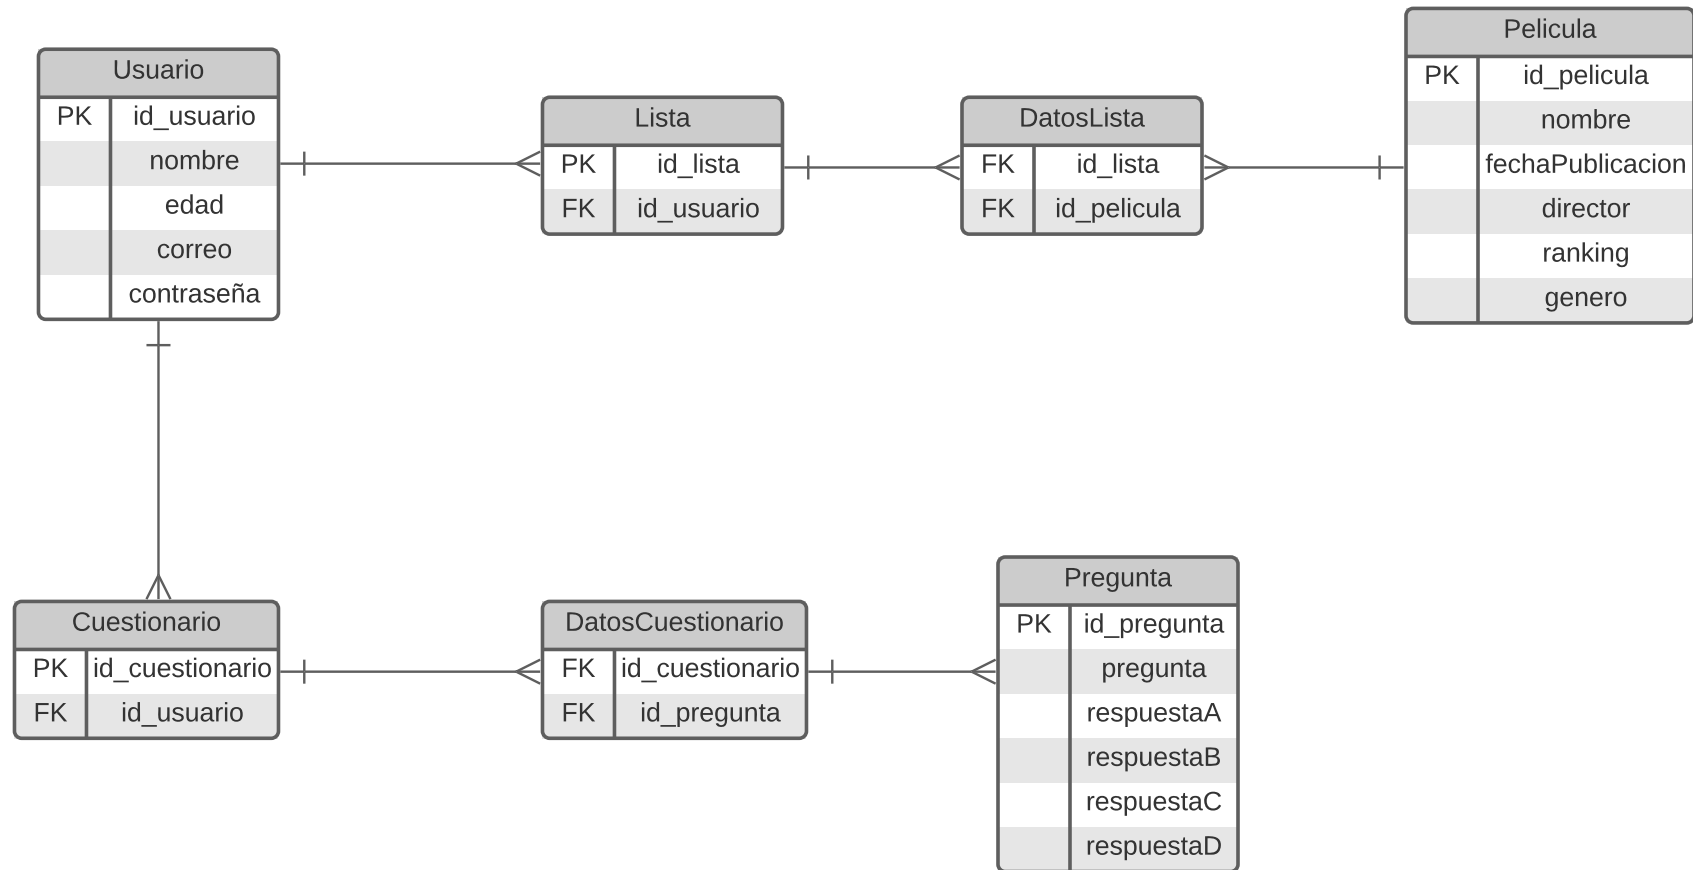 Usuario
PK id_usuario
nombre
edad
correo
contraseña
Lista
PK id_lista
FK id_usuario
DatosLista
FK id_lista
FK id_pelicula
Pelicula
PK id_pelicula
nombre
fechaPublicacion
director
ranking
genero
Cuestionario
PK id_cuestionario
FK id_usuario
DatosCuestionario
FK id_cuestionario
FK id_pregunta
Pregunta
PK id_pregunta
pregunta
respuestaA
respuestaB
respuestaC
respuestaD